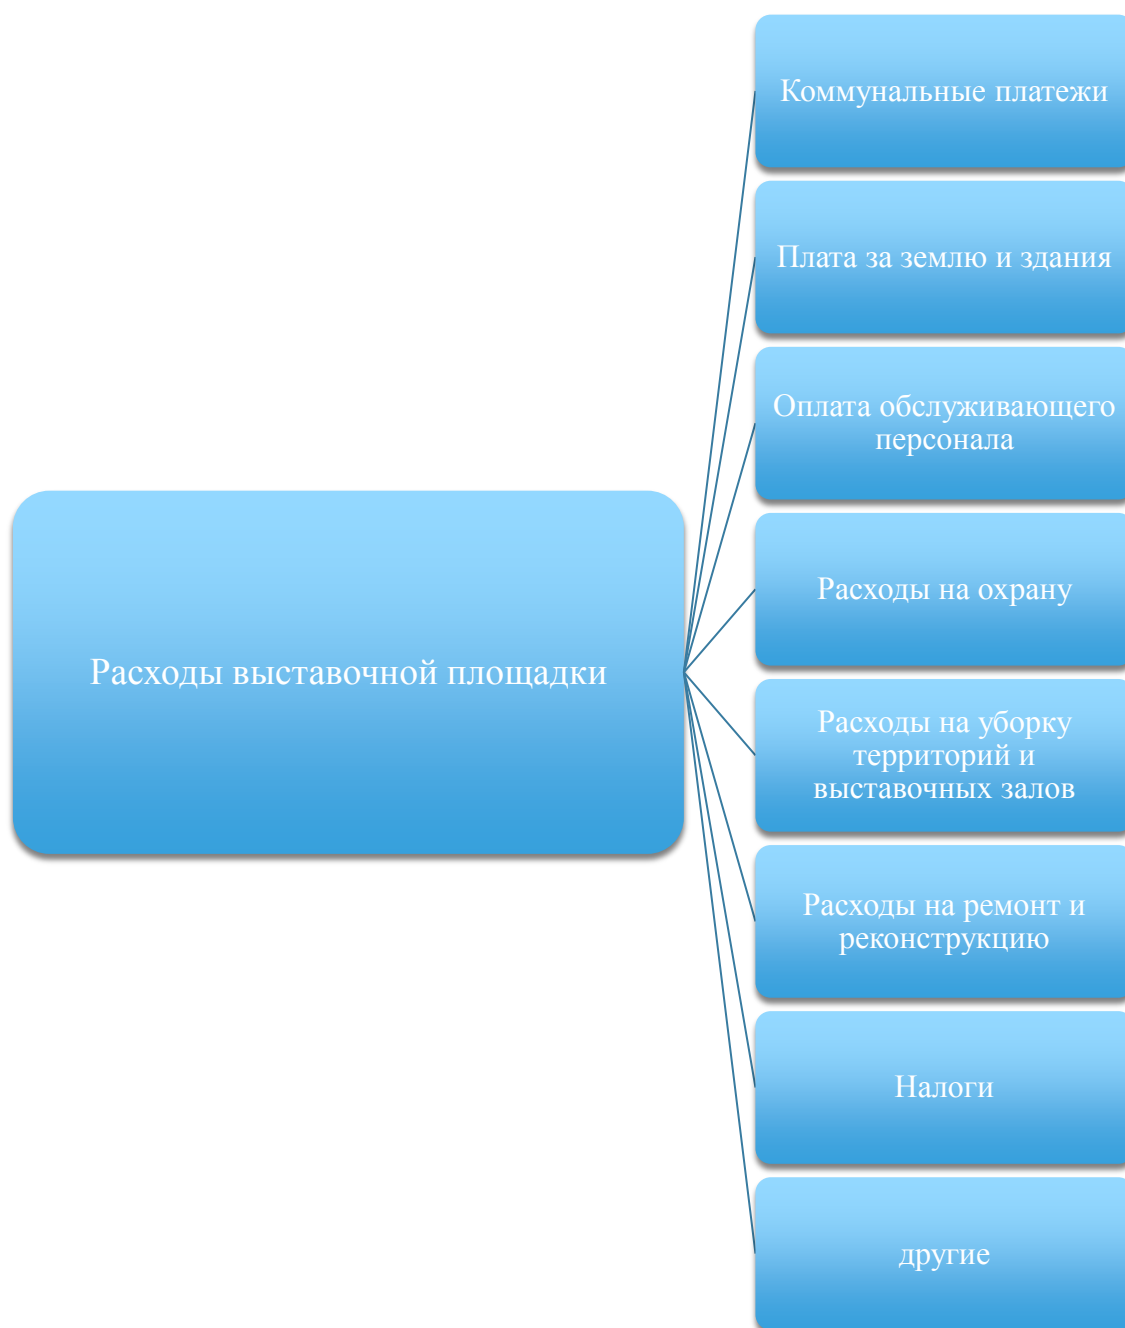 Коммунальные платежи
Плата за землю и здания
Оплата обслуживающего
персонала
Расходы на охрану
Расходы выставочной площадки
Расходы на уборку
территорий и
выставочных залов
Расходы на ремонт и
реконструкцию
Налоги
другие